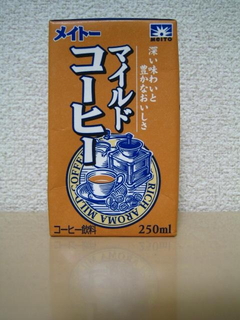 メイトー
MEITO
深い味わいと
豊かなおいしさ
マイルド
コーヒー
RICH AROMA MILD COFFEE
コーヒー飲料
250ml